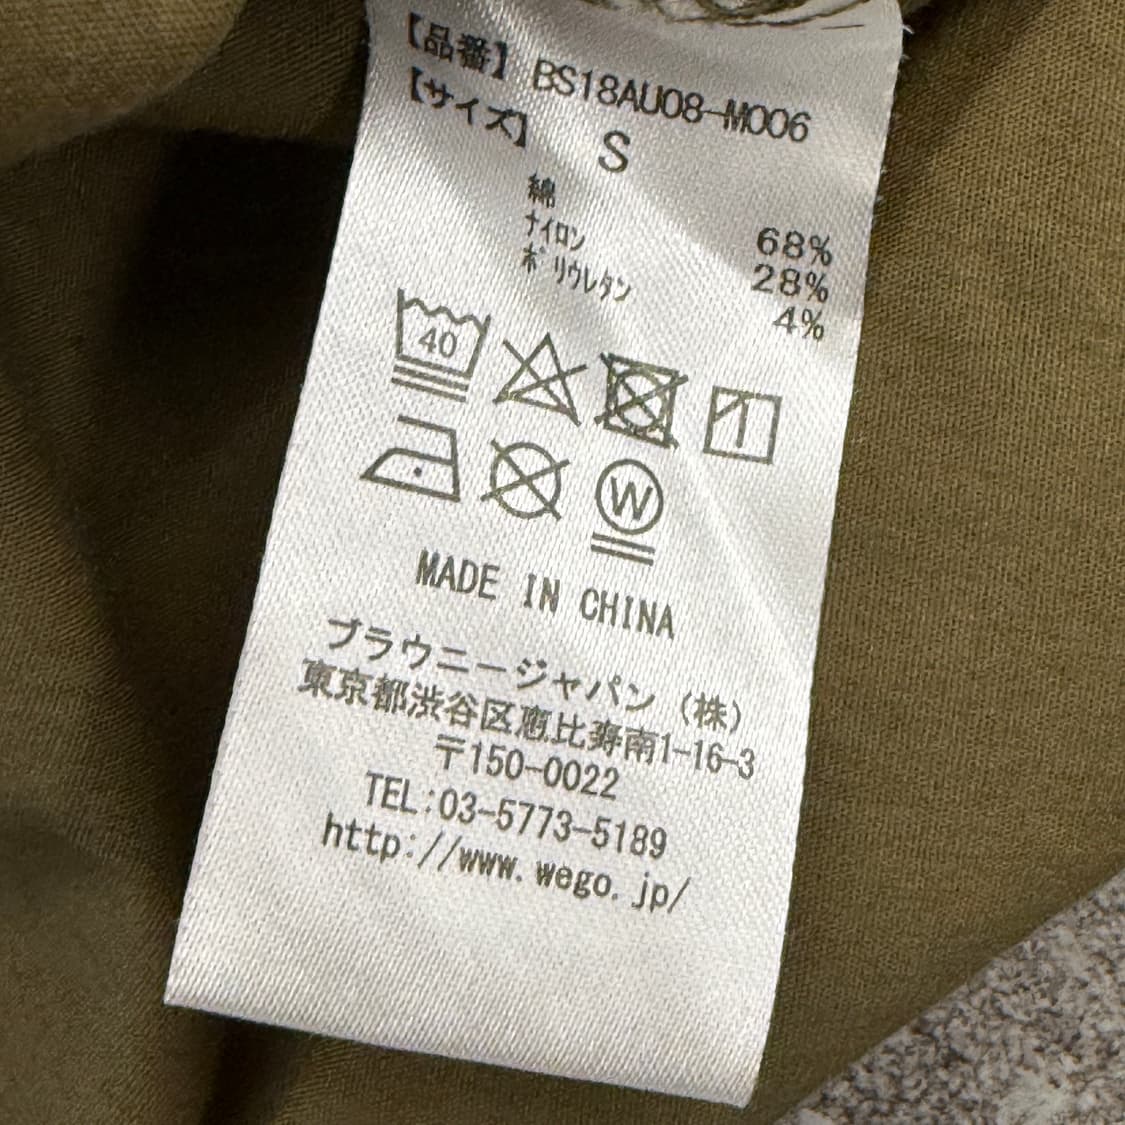 【品番】 BS18AU08-M006
【サイズ】 S
綿 68%
ナイロン 28%
ポリウレタン 4%
40
W
MADE IN CHINA
ブラウニージャパン (株)
東京都渋谷区恵比寿南1-16-3
〒150-0022
TEL:03-5773-5189
http://www.wego.jp/